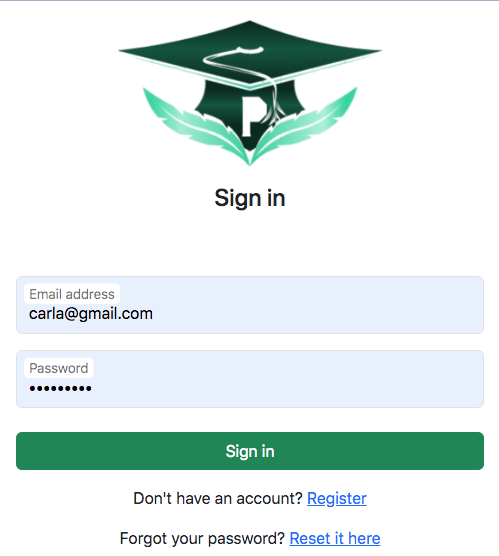 P
Sign in
Email address
carla@gmail.com
Password
•••••••••
Sign in
Don't have an account? Register
Forgot your password? Reset it here